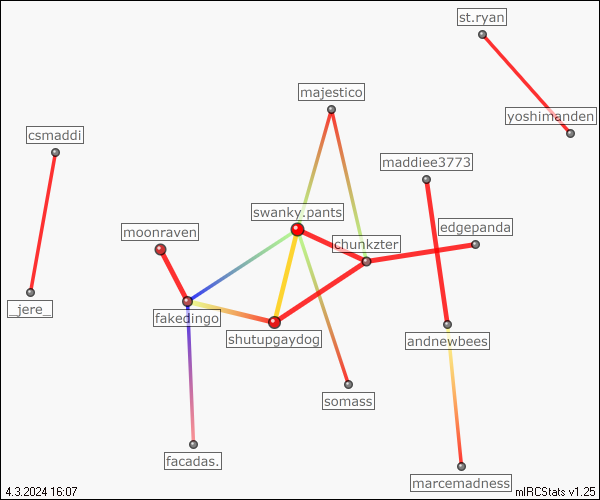 st.ryan
majestico
yoshimanden
csmaddi
maddiee3773
swanky.pants
edgepanda
moonraven
chunkzter
_jere_
fakedingo
shutupgaydog
andnewbees
somass
facadas.
marcemadness
4.3.2024 16:07
mIRCStats v1.25